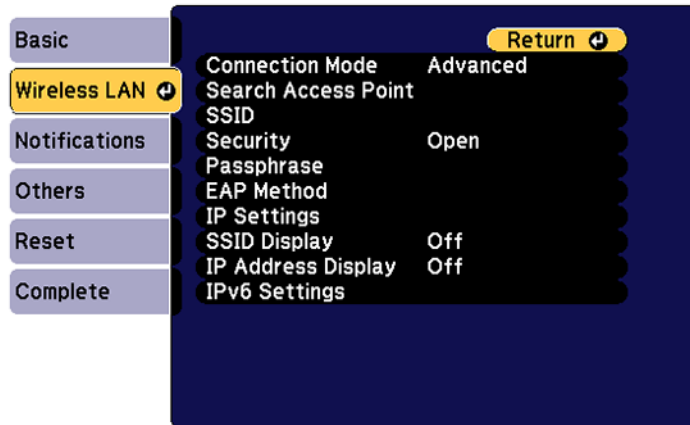 Basic
Wireless LAN
Notifications
Others
Reset
Complete
Return
Connection Mode Advanced
Search Access Point
SSID
Security Open
Passphrase
EAP Method
IP Settings
SSID Display Off
IP Address Display Off
IPv6 Settings